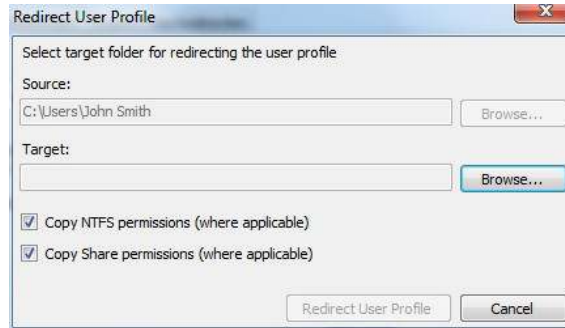 Redirect User Profile
Select target folder for redirecting the user profile
Source:
C:\Users\John Smith
Browse...
Target:
Browse...
Copy NTFS permissions (where applicable)
Copy Share permissions (where applicable)
Redirect User Profile
Cancel